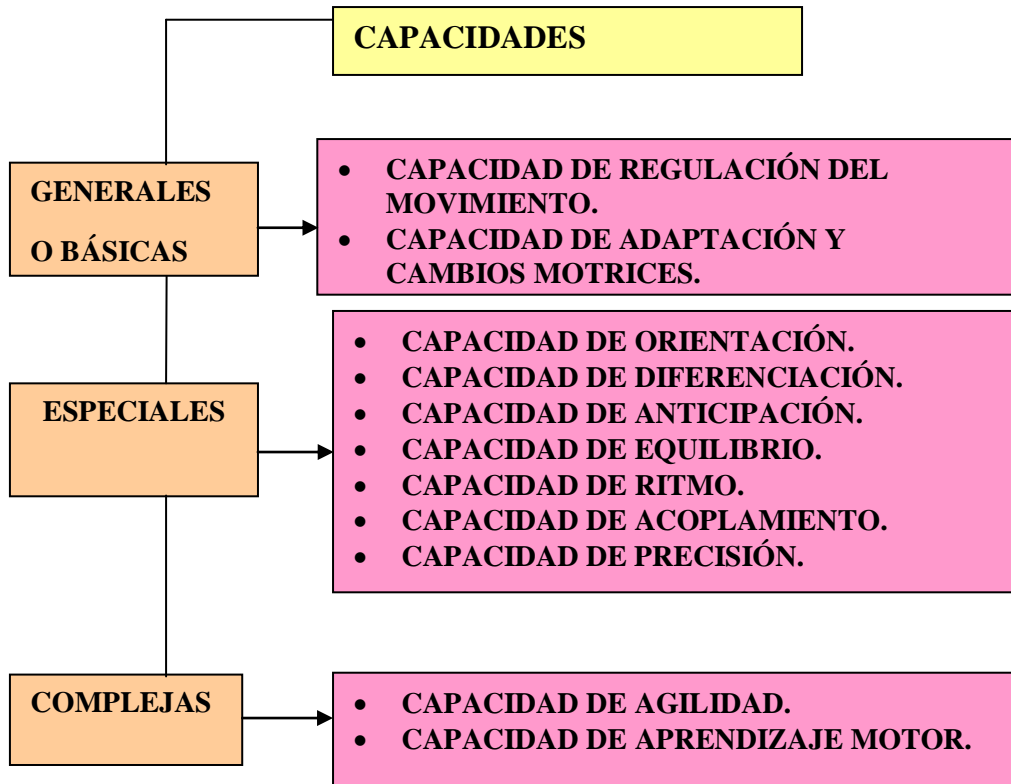 CAPACIDADES
GENERALES
O BÁSICAS
• CAPACIDAD DE REGULACIÓN DEL
MOVIMIENTO.
• CAPACIDAD DE ADAPTACIÓN Y
CAMBIOS MOTRICES.
ESPECIALES
• CAPACIDAD DE ORIENTACIÓN.
• CAPACIDAD DE DIFERENCIACIÓN.
• CAPACIDAD DE ANTICIPACIÓN.
• CAPACIDAD DE EQUILIBRIO.
• CAPACIDAD DE RITMO.
• CAPACIDAD DE ACOPLAMIENTO.
• CAPACIDAD DE PRECISIÓN.
COMPLEJAS
• CAPACIDAD DE AGILIDAD.
• CAPACIDAD DE APRENDIZAJE MOTOR.